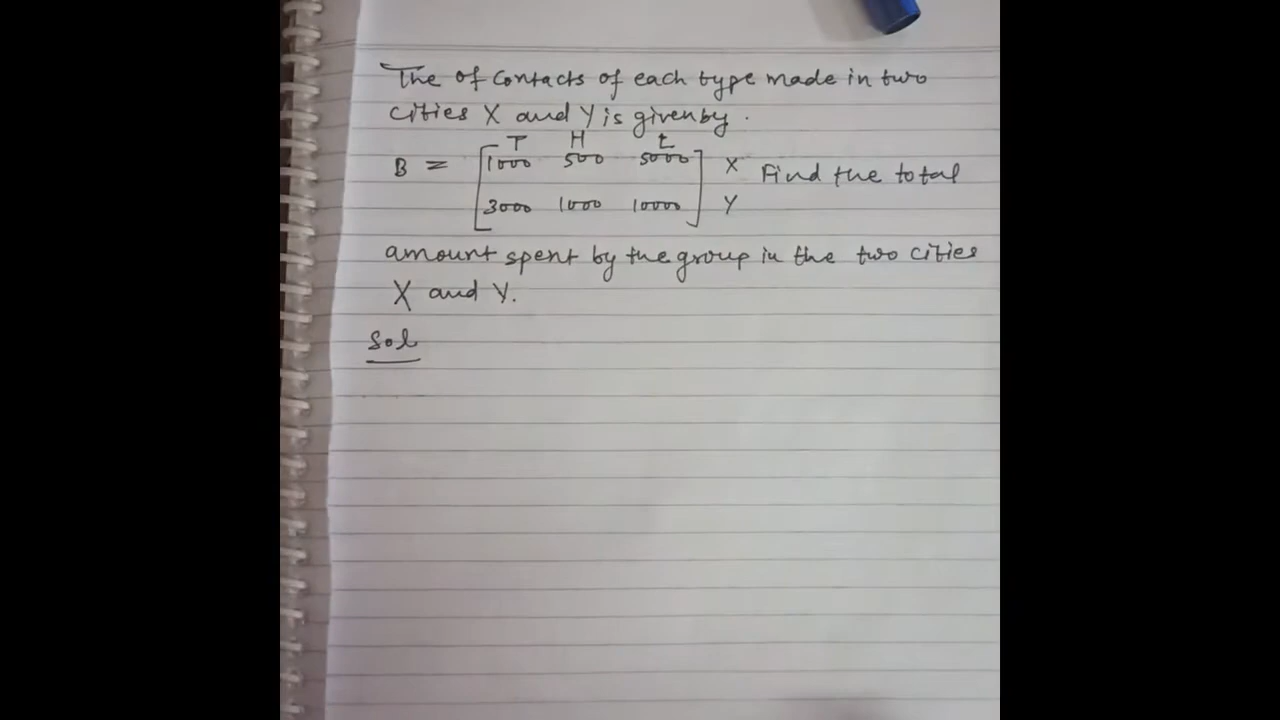 The of contacts of each type made in two
cities X and Y is given by.
T H L
B = [1000 500 5000] X Find the total
[3000 1000 10000] Y
amount spent by the group in the two cities
X and Y.
Sol